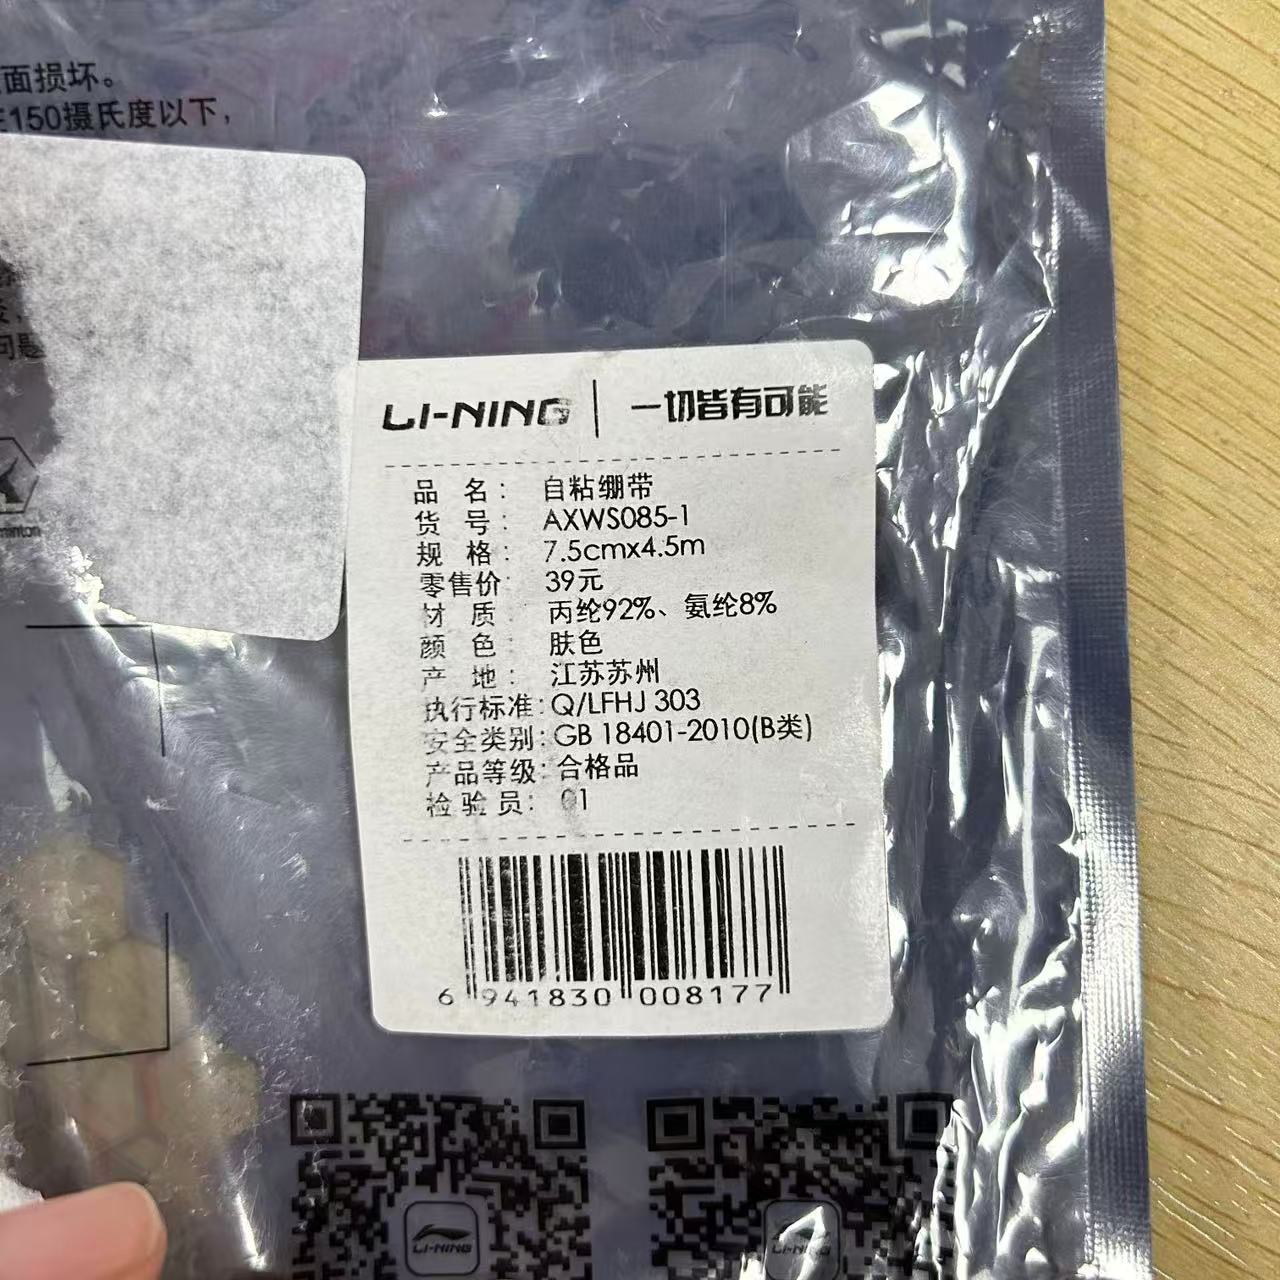 面损坏。
150摄氏度以下，
问题
LI-NING 一切皆有可能
品 名： 自粘绷带
货 号： AXWS085-1
规 格： 7.5cmx4.5m
零售价： 39元
材 质： 丙纶92%、氨纶8%
颜 色： 肤色
产 地： 江苏苏州
执行标准：Q/LFHJ 303
安全类别：GB 18401-2010(B类)
产品等级：合格品
检验员： 01
6 941830 008177
LI-NING
LI-NING